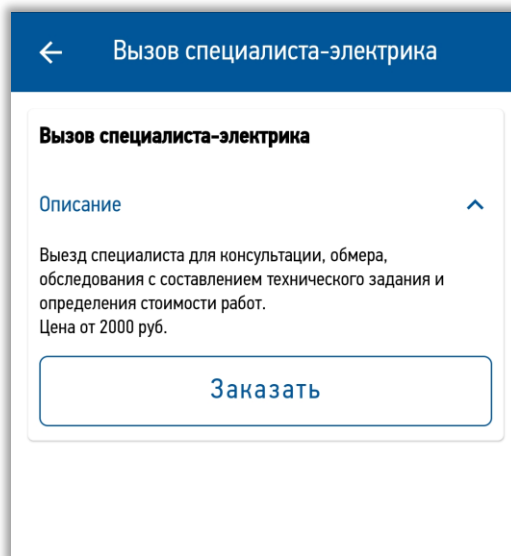 Вызов специалиста-электрика
Вызов специалиста-электрика
Описание
Выезд специалиста для консультации, обмера,
обследования с составлением технического задания и
определения стоимости работ.
Цена от 2000 руб.
Заказать